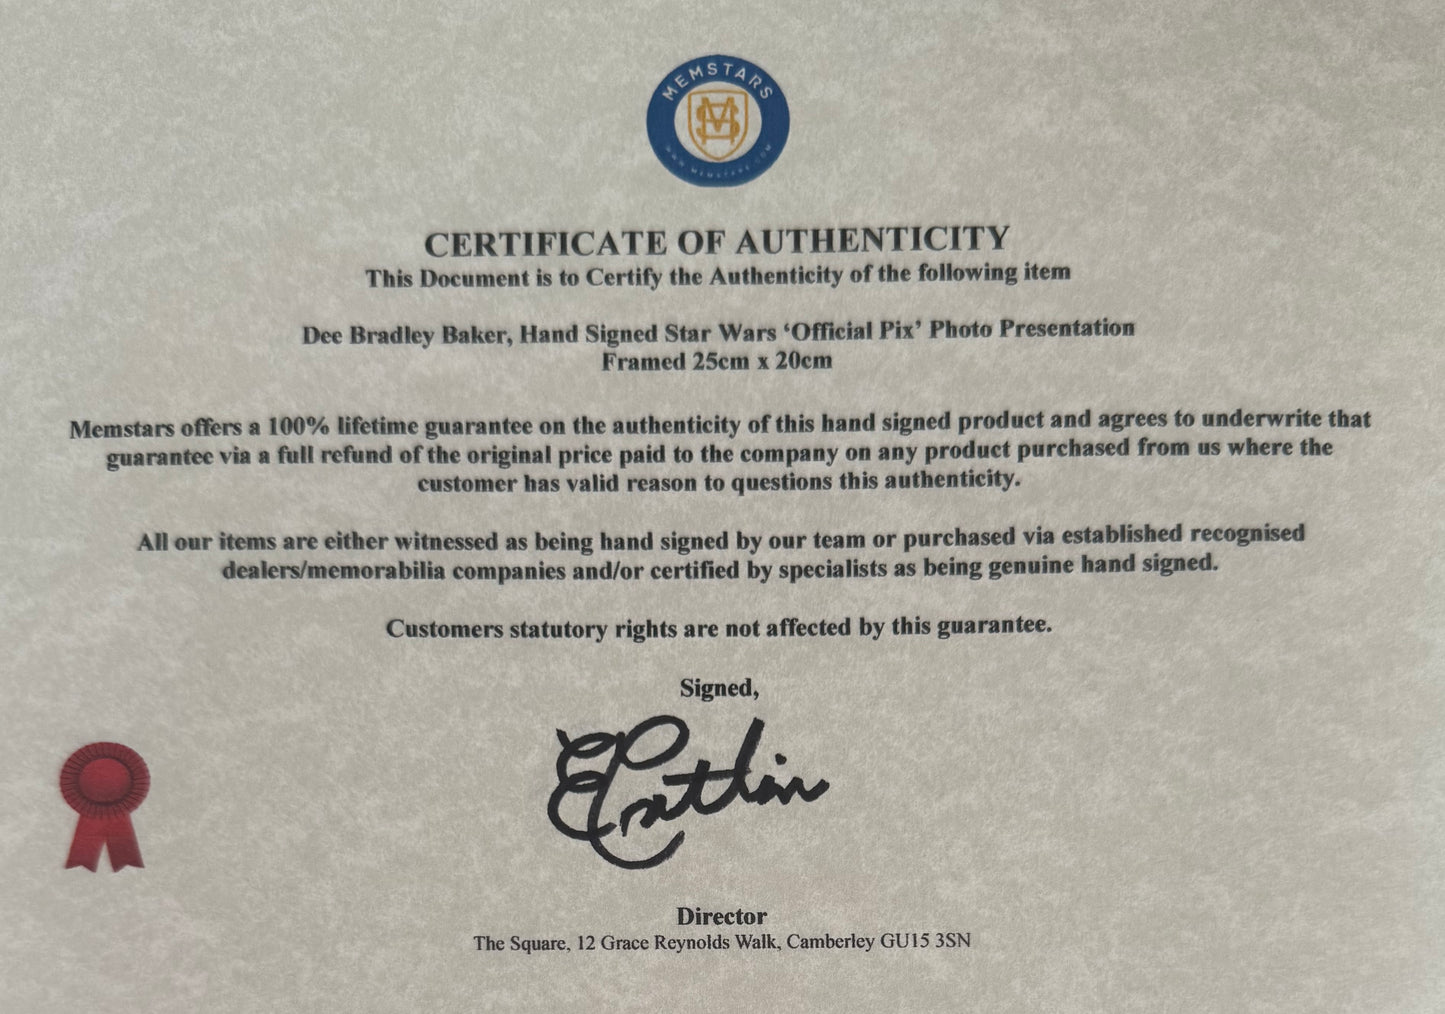 MEMSTARS
WWW.MEMSTARS.COM
CERTIFICATE OF AUTHENTICITY
This Document is to Certify the Authenticity of the following item
Dee Bradley Baker, Hand Signed Star Wars ‘Official Pix’ Photo Presentation
Framed 25cm x 20cm
Memstars offers a 100% lifetime guarantee on the authenticity of this hand signed product and agrees to underwrite that
guarantee via a full refund of the original price paid to the company on any product purchased from us where the
customer has valid reason to questions this authenticity.
All our items are either witnessed as being hand signed by our team or purchased via established recognised
dealers/memorabilia companies and/or certified by specialists as being genuine hand signed.
Customers statutory rights are not affected by this guarantee.
Signed,
Director
The Square, 12 Grace Reynolds Walk, Camberley GU15 3SN